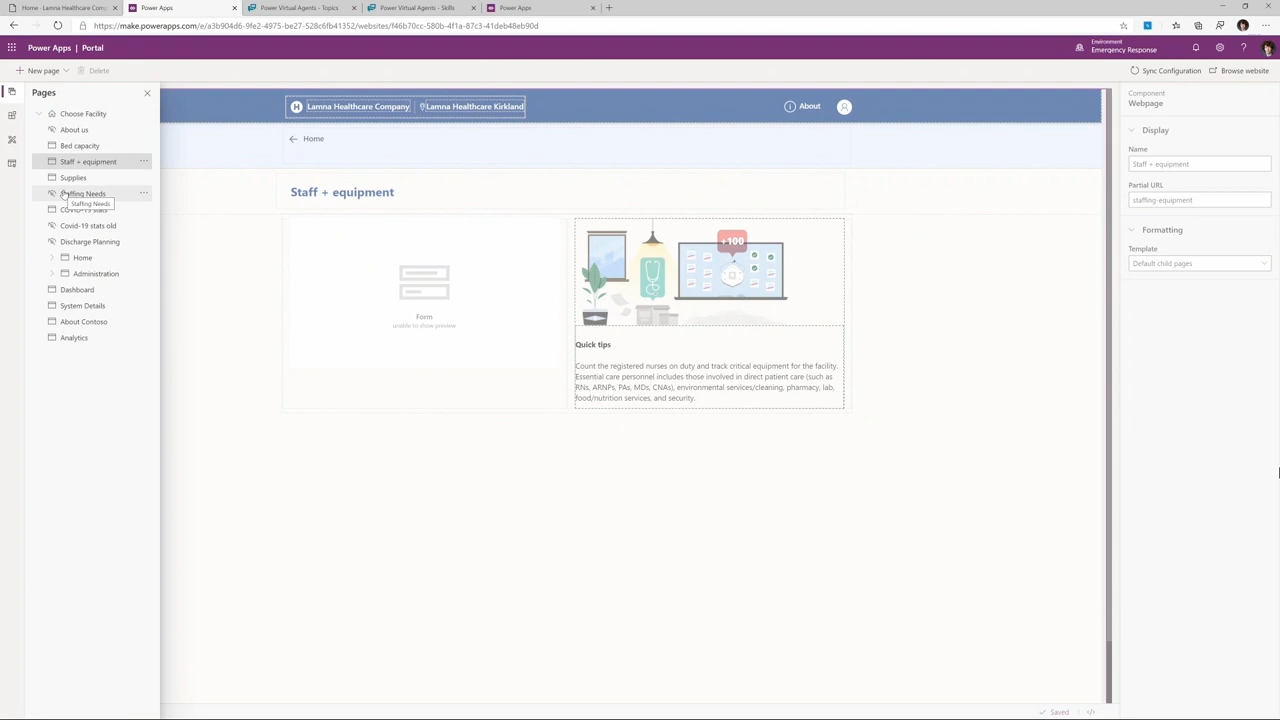 Home - Lamna Healthcare Comp
Power Apps
Power Virtual Agents - Topics
Power Virtual Agents - Skills
Power Apps
https://make.powerapps.com/e/a3b904d6-9fe2-4975-be27-528c6fb41352/websites/f46b70cc-580b-4f1a-87c3-41deb48eb90d
Power Apps | Portal
Environment
Emergency Response
New page
Delete
Sync Configuration
Browse website
Pages
Choose Facility
About us
Bed capacity
Staff + equipment
Supplies
Staffing Needs
Staffing Needs
COVID-19 stats
Covid-19 stats old
Discharge Planning
Home
Administration
Dashboard
System Details
About Contoso
Analytics
Lamna Healthcare Company
Lamna Healthcare Kirkland
About
Home
Staff + equipment
Form
unable to show preview
+100
Quick tips
Count the registered nurses on duty and track critical equipment for the facility.
Essential care personnel includes those involved in direct patient care (such as
RNs, ARNPs, PAs, MDs, CNAs), environmental services/cleaning, pharmacy, lab,
food/nutrition services, and security.
Component
Webpage
Display
Name
Staff + equipment
Partial URL
staffing-equipment
Formatting
Template
Default child pages
Saved